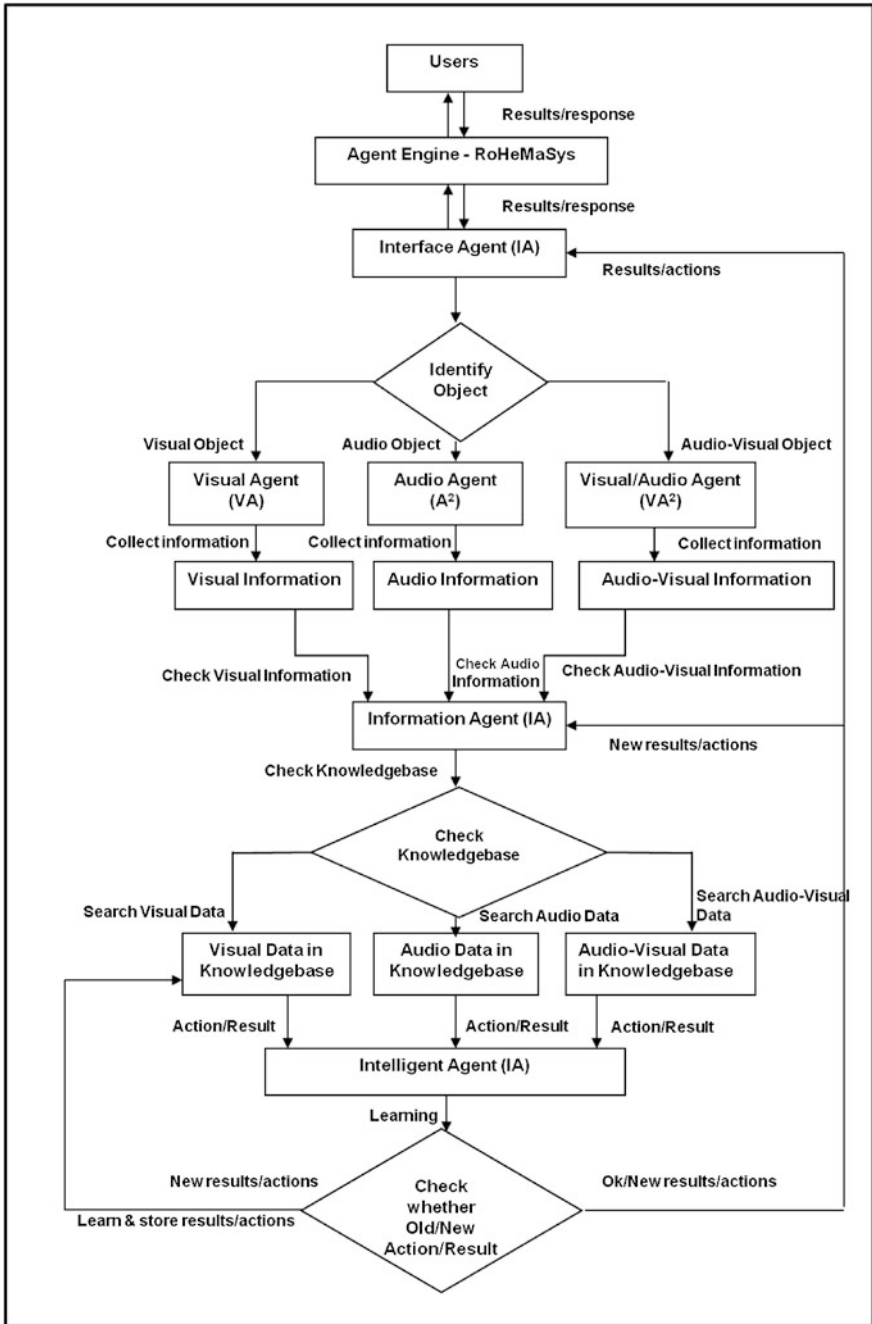 Users
Results/response
Agent Engine - RoHeMaSys
Results/response
Interface Agent (IA)
Results/actions
Identify
Object
Visual Object
Audio Object
Audio-Visual Object
Visual Agent
(VA)
Audio Agent
(A²)
Visual/Audio Agent
(VA²)
Collect information
Collect information
Collect information
Visual Information
Audio Information
Audio-Visual Information
Check Visual Information
Check Audio
Information
Check Audio-Visual Information
Information Agent (IA)
New results/actions
Check Knowledgebase
Check
Knowledgebase
Search Visual Data
Search Audio Data
Search Audio-Visual
Data
Visual Data in
Knowledgebase
Audio Data in
Knowledgebase
Audio-Visual Data
in Knowledgebase
Action/Result
Action/Result
Action/Result
Intelligent Agent (IA)
Learning
New results/actions
Learn & store results/actions
Check
whether
Old/New
Action/Result
Ok/New results/actions